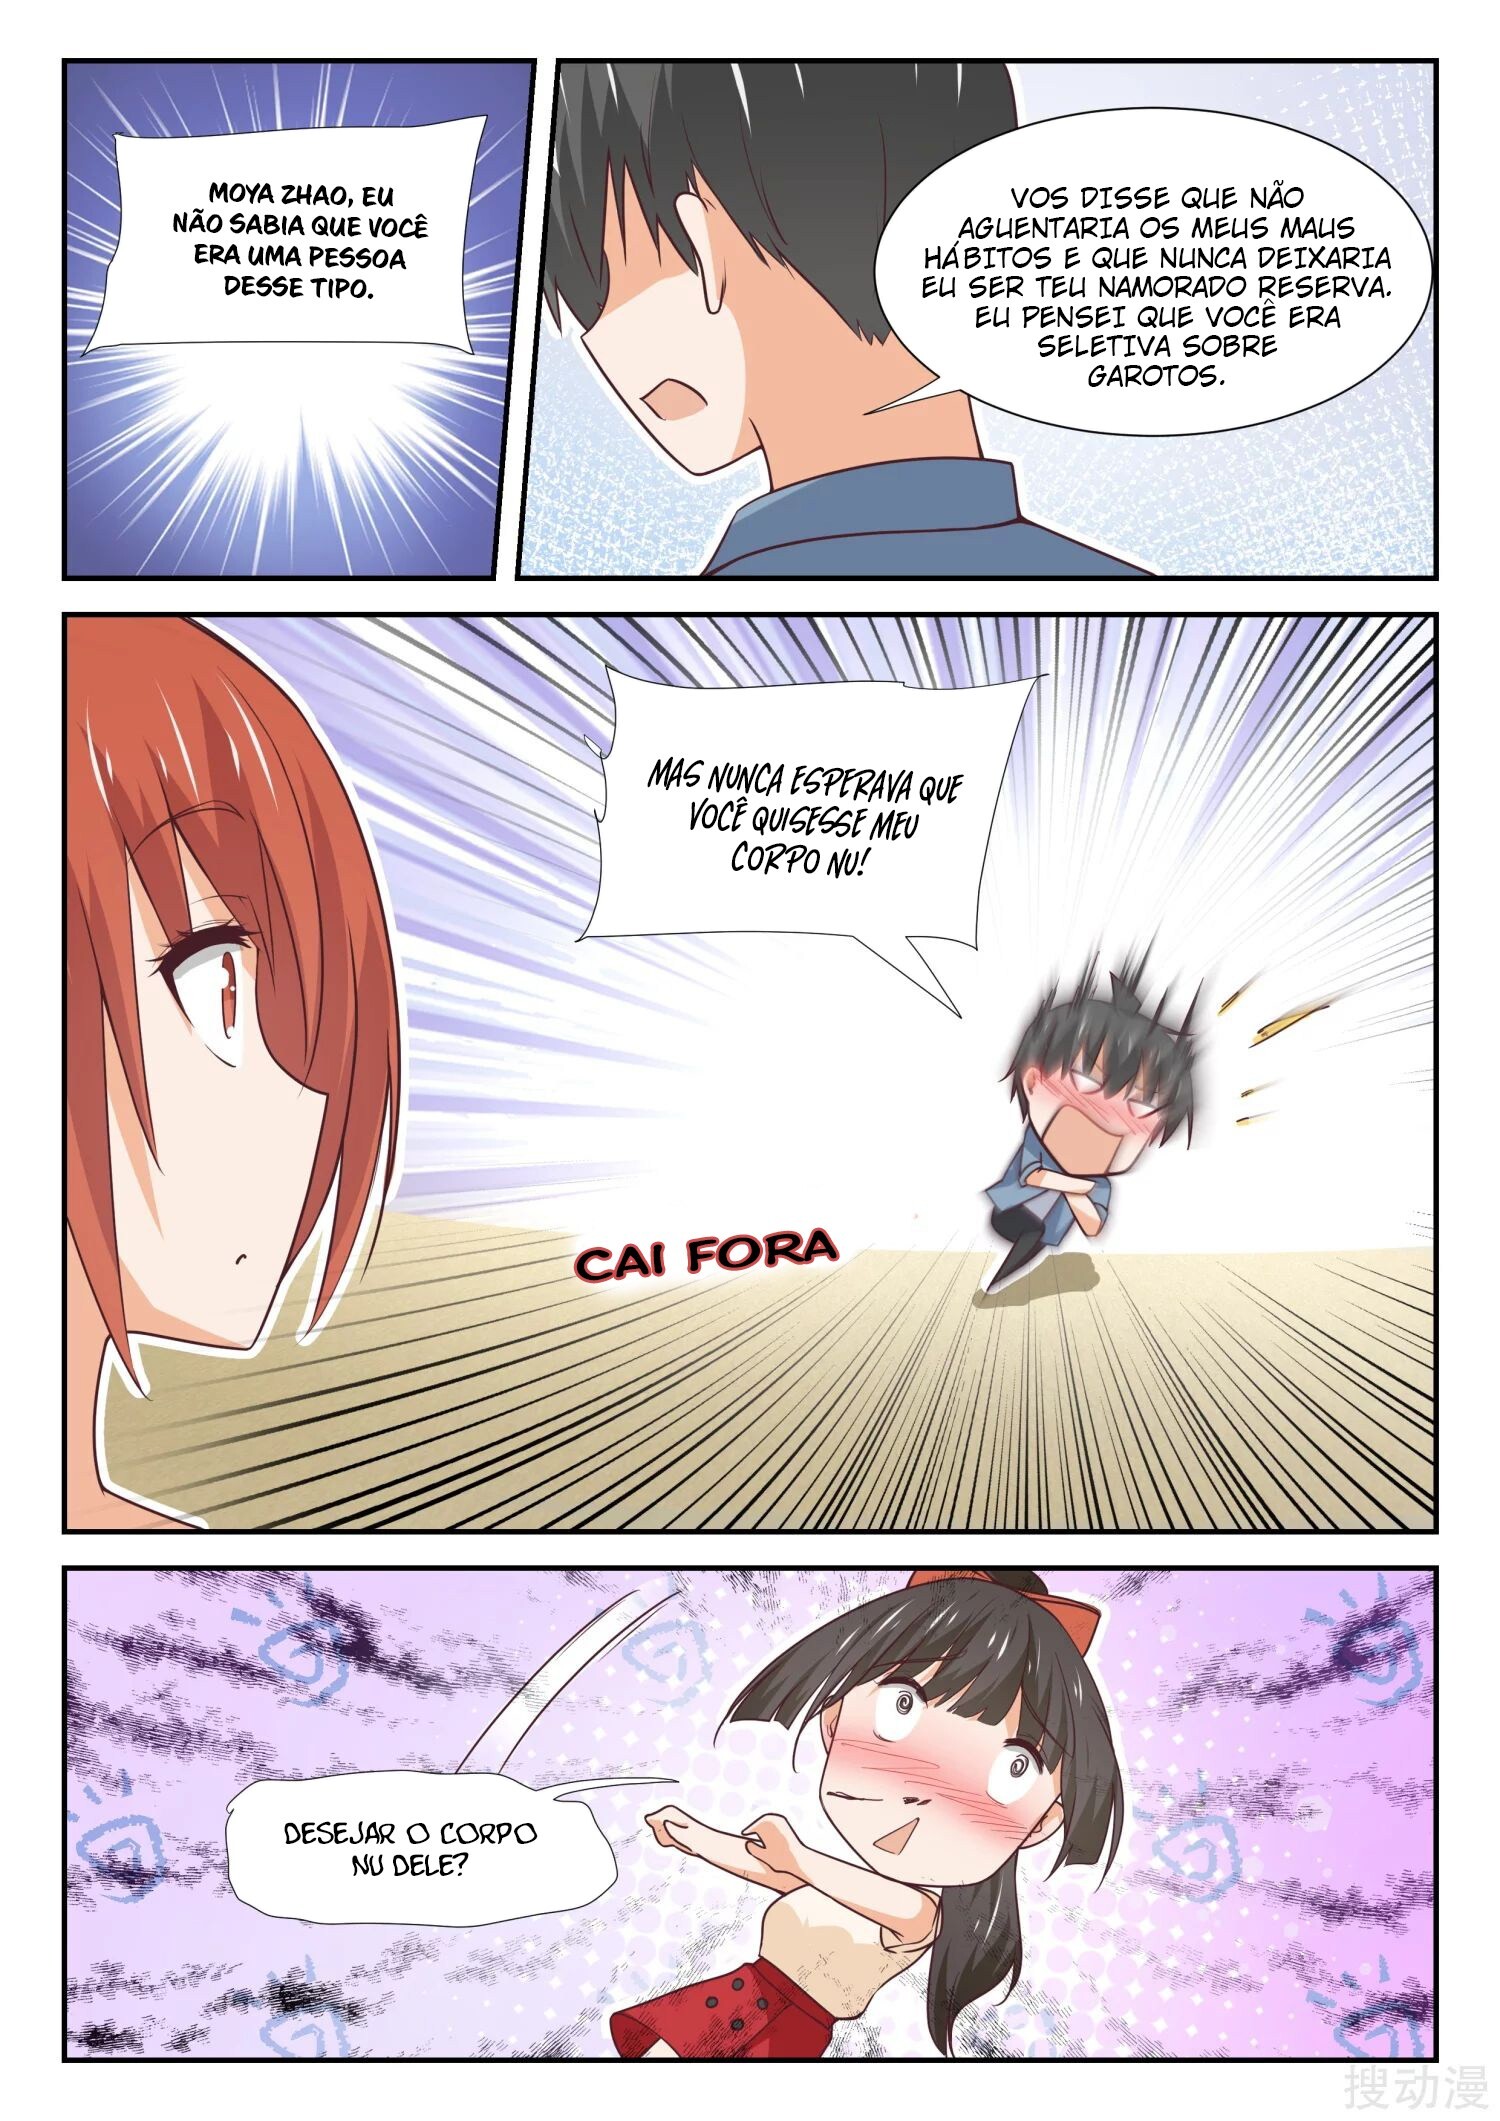 MOYA ZHAO, EU
NÃO SABIA QUE VOCÊ
ERA UMA PESSOA
DESSE TIPO.
VOS DISSE QUE NÃO
AGUENTARIA OS MEUS MAUS
HÁBITOS E QUE NUNCA DEIXARIA
EU SER TEU NAMORADO RESERVA.
EU PENSEI QUE VOCÊ ERA
SELETIVA SOBRE
GAROTOS.
MAS NUNCA ESPERAVA QUE
VOCÊ QUISESSE MEU
CORPO NU!
CAI FORA
DESEJAR O CORPO
NU DELE?
搜动漫